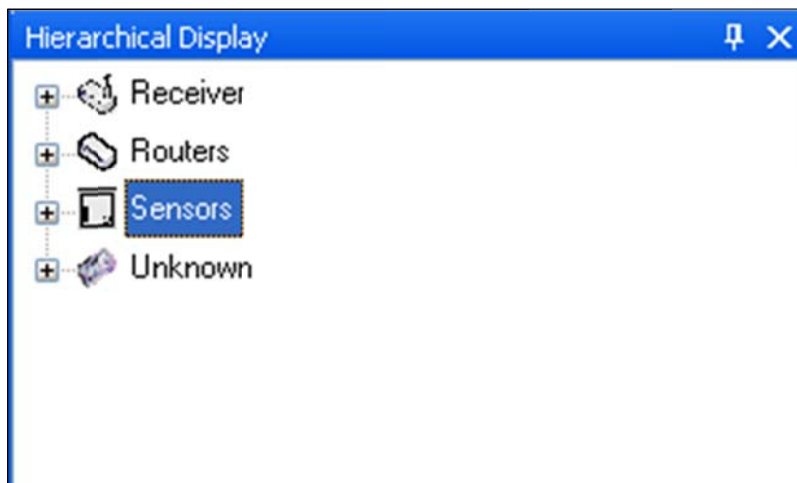 Hierarchical Display
Receiver
Routers
Sensors
Unknown